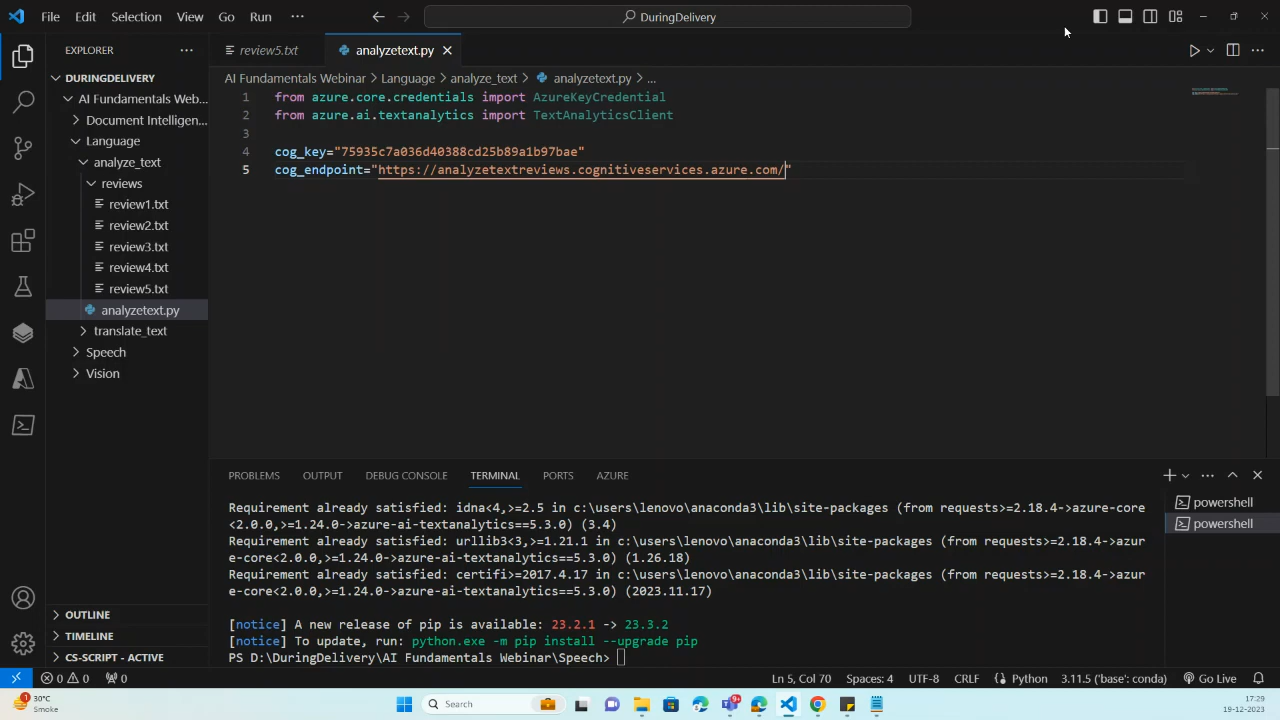 File Edit Selection View Go Run ···
DuringDelivery
EXPLORER ···
review5.txt
analyzetext.py
DURINGDELIVERY
AI Fundamentals Webinar > Language > analyze_text > analyzetext.py > ...
AI Fundamentals Web...
Document Intelligen...
Language
analyze_text
reviews
review1.txt
review2.txt
review3.txt
review4.txt
review5.txt
analyzetext.py
translate_text
Speech
Vision
1 from azure.core.credentials import AzureKeyCredential
2 from azure.ai.textanalytics import TextAnalyticsClient
3
4 cog_key="75935c7a036d40388cd25b89a1b97bae"
5 cog_endpoint="https://analyzetextreviews.cognitiveservices.azure.com/"
PROBLEMS OUTPUT DEBUG CONSOLE TERMINAL PORTS AZURE
Requirement already satisfied: idna<4,>=2.5 in c:\users\lenovo\anaconda3\lib\site-packages (from requests>=2.18.4->azure-core
<2.0.0,>=1.24.0->azure-ai-textanalytics==5.3.0) (3.4)
Requirement already satisfied: urllib3<3,>=1.21.1 in c:\users\lenovo\anaconda3\lib\site-packages (from requests>=2.18.4->azur
e-core<2.0.0,>=1.24.0->azure-ai-textanalytics==5.3.0) (1.26.18)
Requirement already satisfied: certifi>=2017.4.17 in c:\users\lenovo\anaconda3\lib\site-packages (from requests>=2.18.4->azur
e-core<2.0.0,>=1.24.0->azure-ai-textanalytics==5.3.0) (2023.11.17)
[notice] A new release of pip is available: 23.2.1 -> 23.3.2
[notice] To update, run: python.exe -m pip install --upgrade pip
PS D:\DuringDelivery\AI Fundamentals Webinar\Speech>
powershell
powershell
OUTLINE
TIMELINE
CS-SCRIPT - ACTIVE
0 0 0
Ln 5, Col 70 Spaces: 4 UTF-8 CRLF Python 3.11.5 ('base': conda) Go Live
30°C
Smoke
Search
17:29
19-12-2023